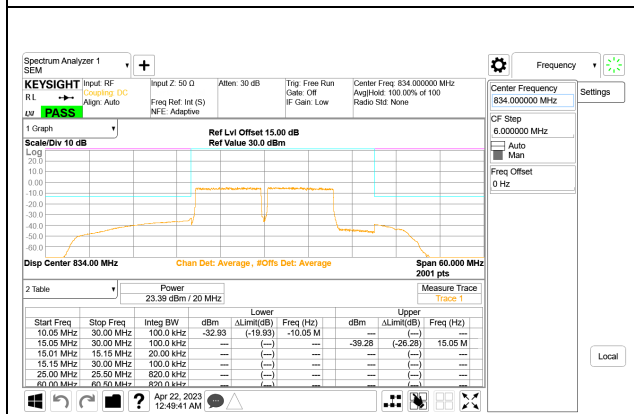 Spectrum Analyzer 1
SEM
Frequency
KEYSIGHT Input: RF Input Z: 50 Ω Atten: 30 dB Trig: Free Run Center Freq: 834.000000 MHz
R L Coupling: DC Gate: Off Avg|Hold: 100.00% of 100
Align: Auto Freq Ref: Int (S) IF Gain: Low Radio Std: None
PASS NFE: Adaptive
Center Frequency
834.000000 MHz
Settings
CF Step
6.000000 MHz
Auto
Man
Freq Offset
0 Hz
1 Graph
Ref Lvl Offset 15.00 dB
Scale/Div 10 dB Ref Value 30.0 dBm
Log
20.0
10.0
0.00
-10.0
-20.0
-30.0
-40.0
-50.0
-60.0
Disp Center 834.00 MHz Chan Det: Average , #Offs Det: Average Span 60.000 MHz
2001 pts
2 Table Power Measure Trace
23.39 dBm / 20 MHz Trace 1
Lower Upper
Start Freq Stop Freq Integ BW dBm ΔLimit(dB) Freq (Hz) dBm ΔLimit(dB) Freq (Hz)
10.05 MHz 30.00 MHz 100.0 kHz -32.93 (-19.93) -10.05 M --- (---) ---
15.05 MHz 30.00 MHz 100.0 kHz --- (---) --- -39.28 (-26.28) 15.05 M
15.01 MHz 15.15 MHz 20.00 kHz --- (---) --- --- (---) ---
15.15 MHz 30.00 MHz 100.0 kHz --- (---) --- --- (---) ---
25.00 MHz 25.50 MHz 820.0 kHz --- (---) --- --- (---) ---
60.00 MHz 60.50 MHz 820.0 kHz --- (---) --- --- (---) ---
Local
? Apr 22, 2023
12:49:41 AM